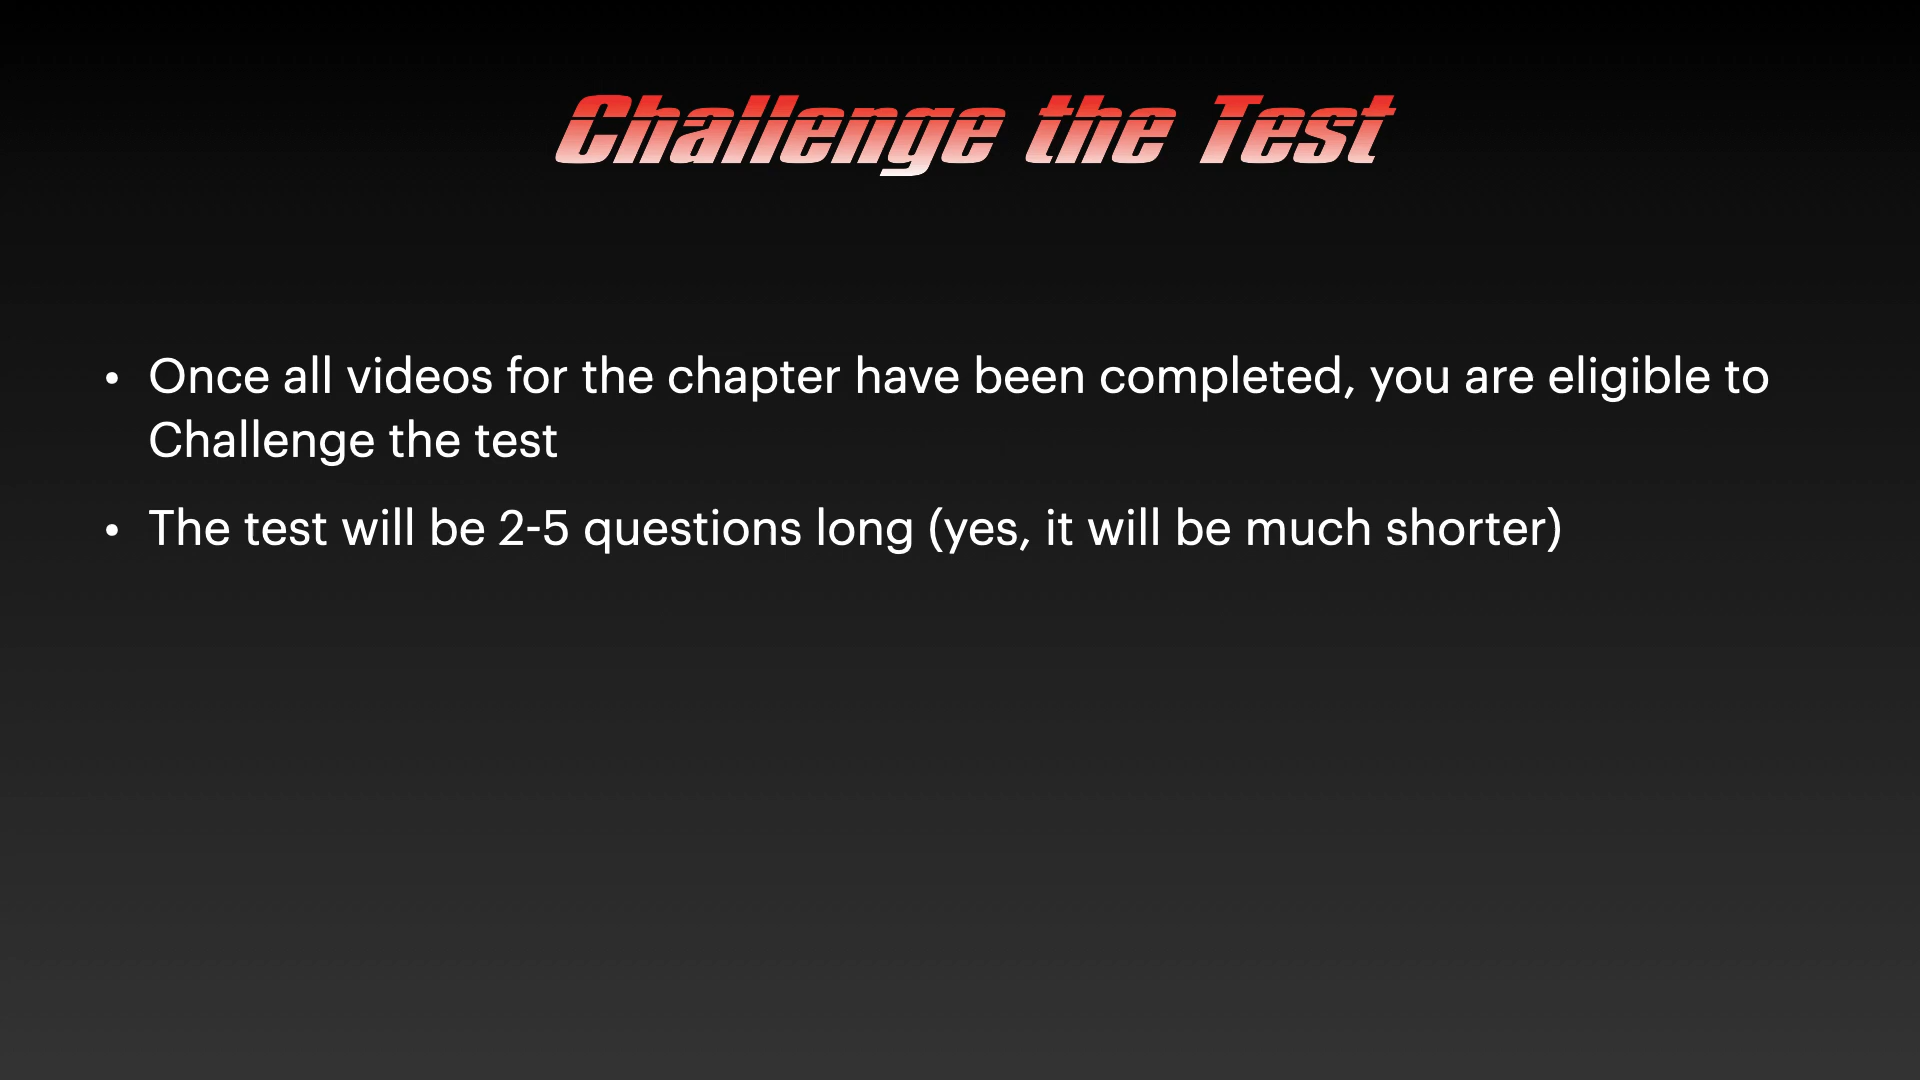 Challenge the Test
• Once all videos for the chapter have been completed, you are eligible to
Challenge the test
• The test will be 2-5 questions long (yes, it will be much shorter)